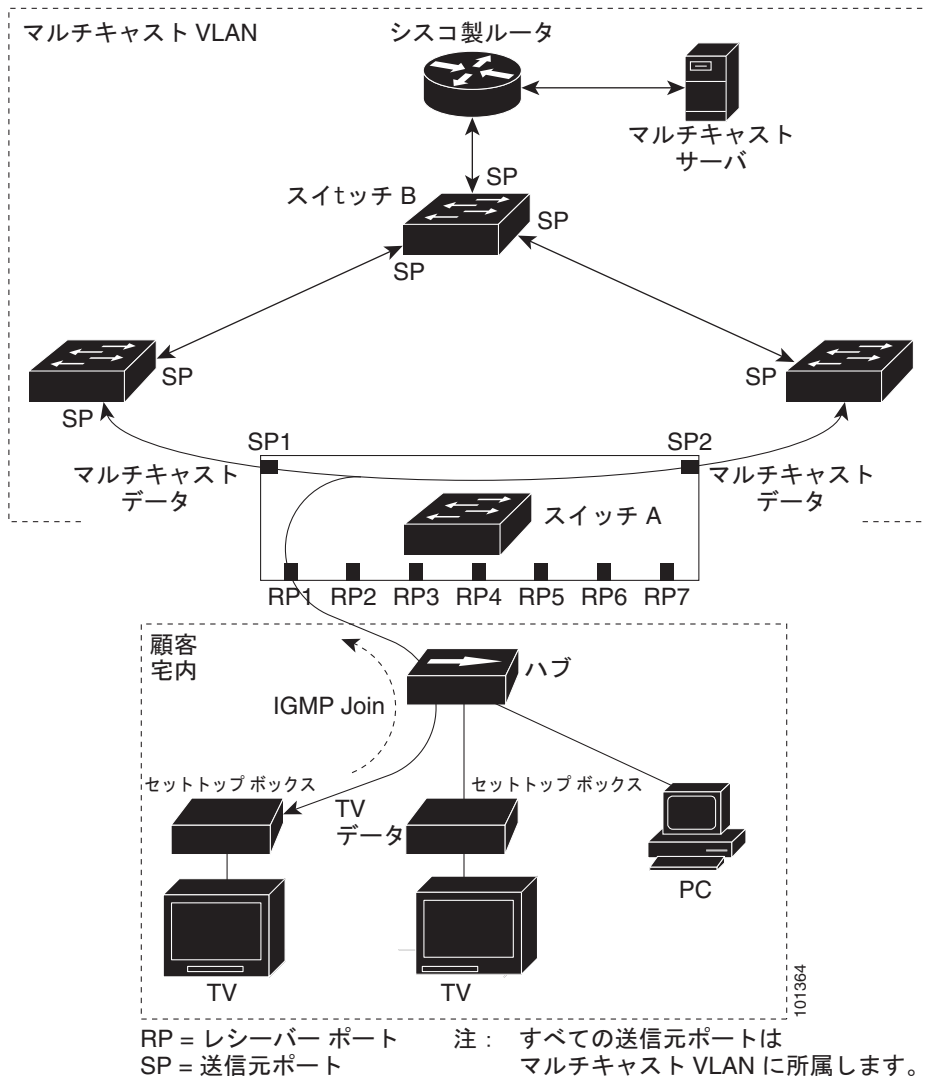 マルチキャスト VLAN
シスコ製ルータ
マルチキャスト
サーバ
スイtッチ B
SP
SP
SP
SP
SP
SP
SP1
SP2
マルチキャスト
データ
マルチキャスト
データ
スイッチ A
RP1 RP2 RP3 RP4 RP5 RP6 RP7
顧客
宅内
ハブ
IGMP Join
セットトップ ボックス
セットトップ ボックス
TV
データ
PC
TV
TV
101364
RP = レシーバー ポート
SP = 送信元ポート
注： すべての送信元ポートは
マルチキャスト VLAN に所属します。